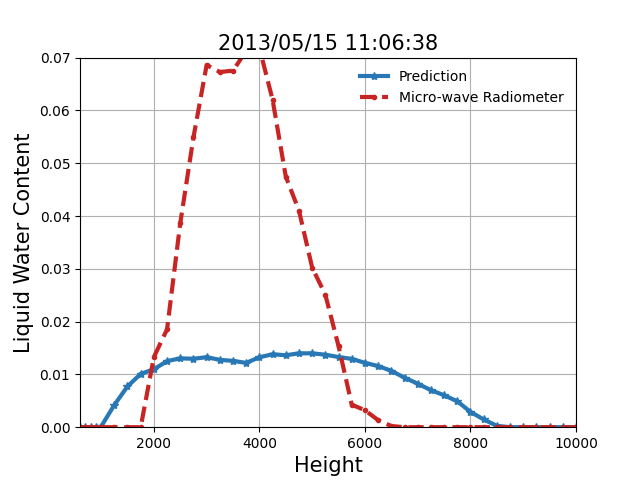 2013/05/15 11:06:38
0.07
0.06
0.05
0.04
0.03
0.02
0.01
0.00
Liquid Water Content
Prediction
Micro-wave Radiometer
2000 4000 6000 8000 10000
Height